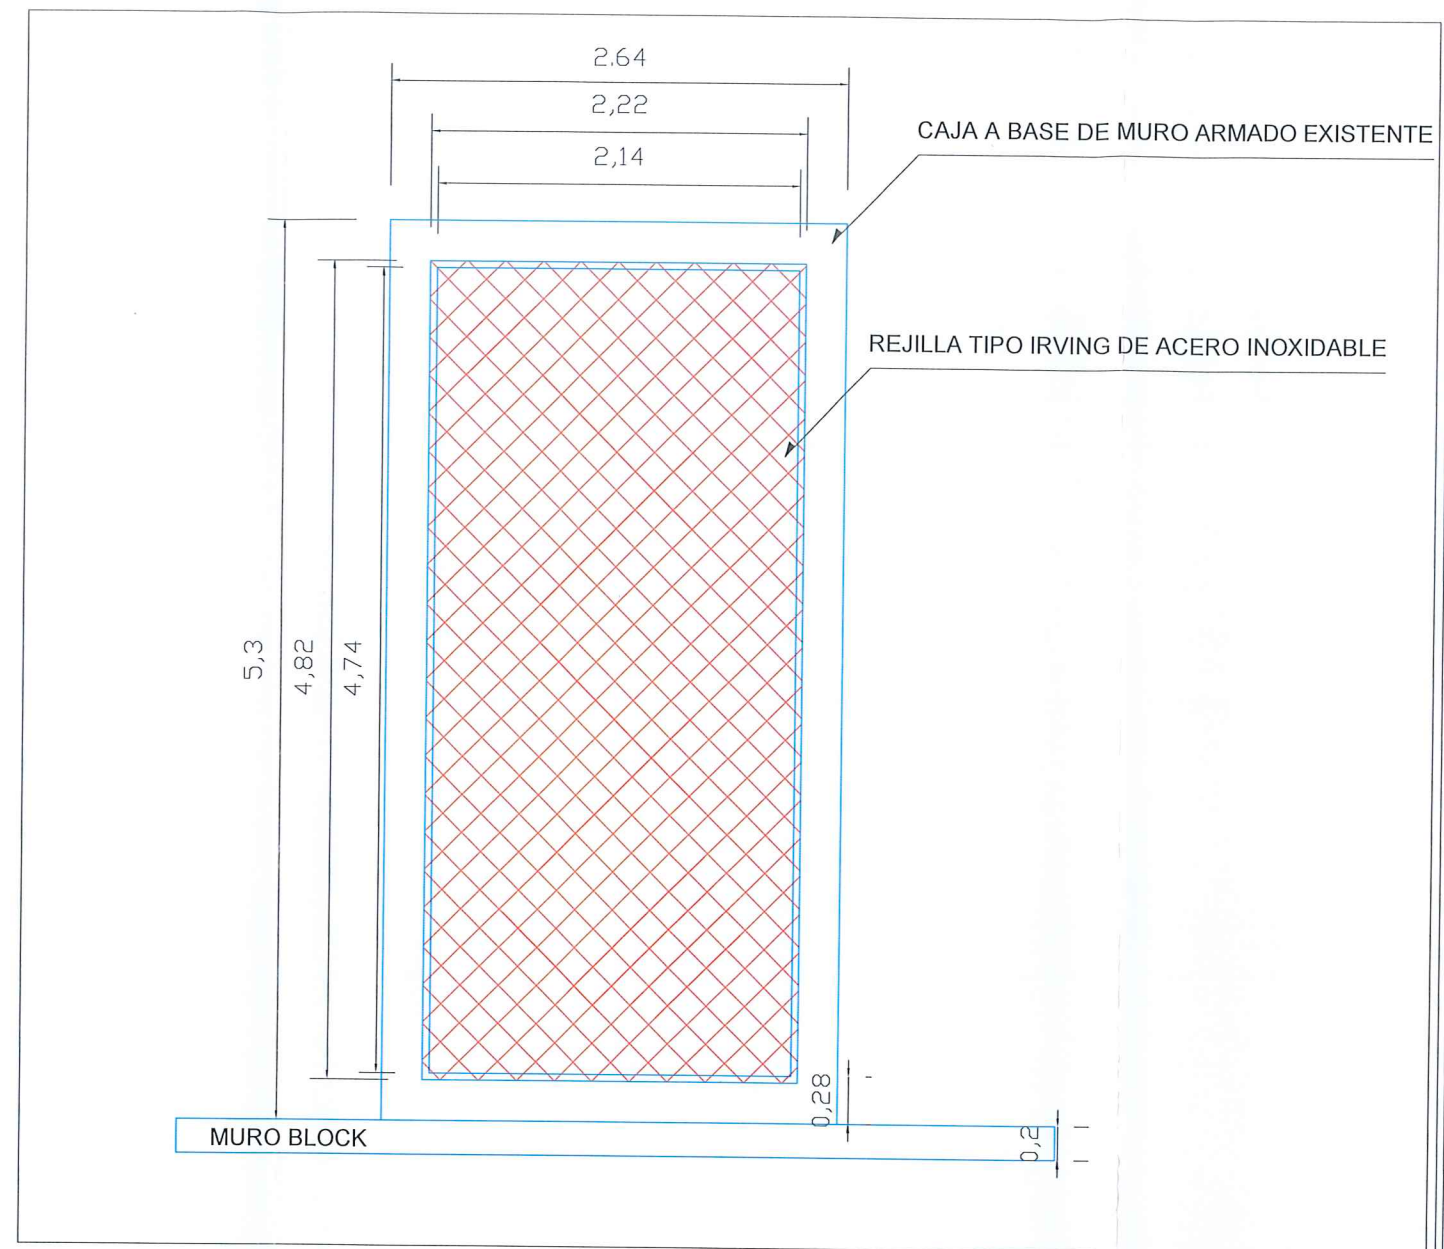 2.64
2,22
2,14
CAJA A BASE DE MURO ARMADO EXISTENTE
REJILLA TIPO IRVING DE ACERO INOXIDABLE
5,3
4,82
4,74
0,28
0,2
MURO BLOCK